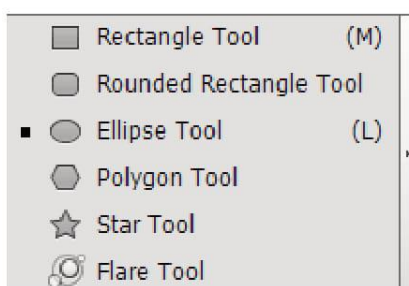 Rectangle Tool (M)
Rounded Rectangle Tool
Ellipse Tool (L)
Polygon Tool
Star Tool
Flare Tool